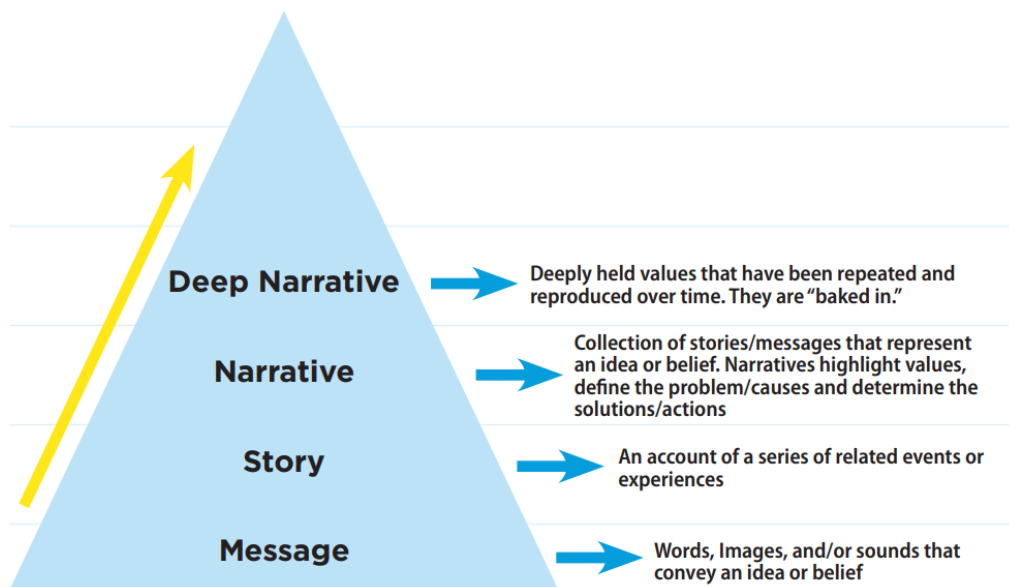 Deep Narrative
Deeply held values that have been repeated and
reproduced over time. They are “baked in.”
Narrative
Collection of stories/messages that represent
an idea or belief. Narratives highlight values,
define the problem/causes and determine the
solutions/actions
Story
An account of a series of related events or
experiences
Message
Words, Images, and/or sounds that
convey an idea or belief